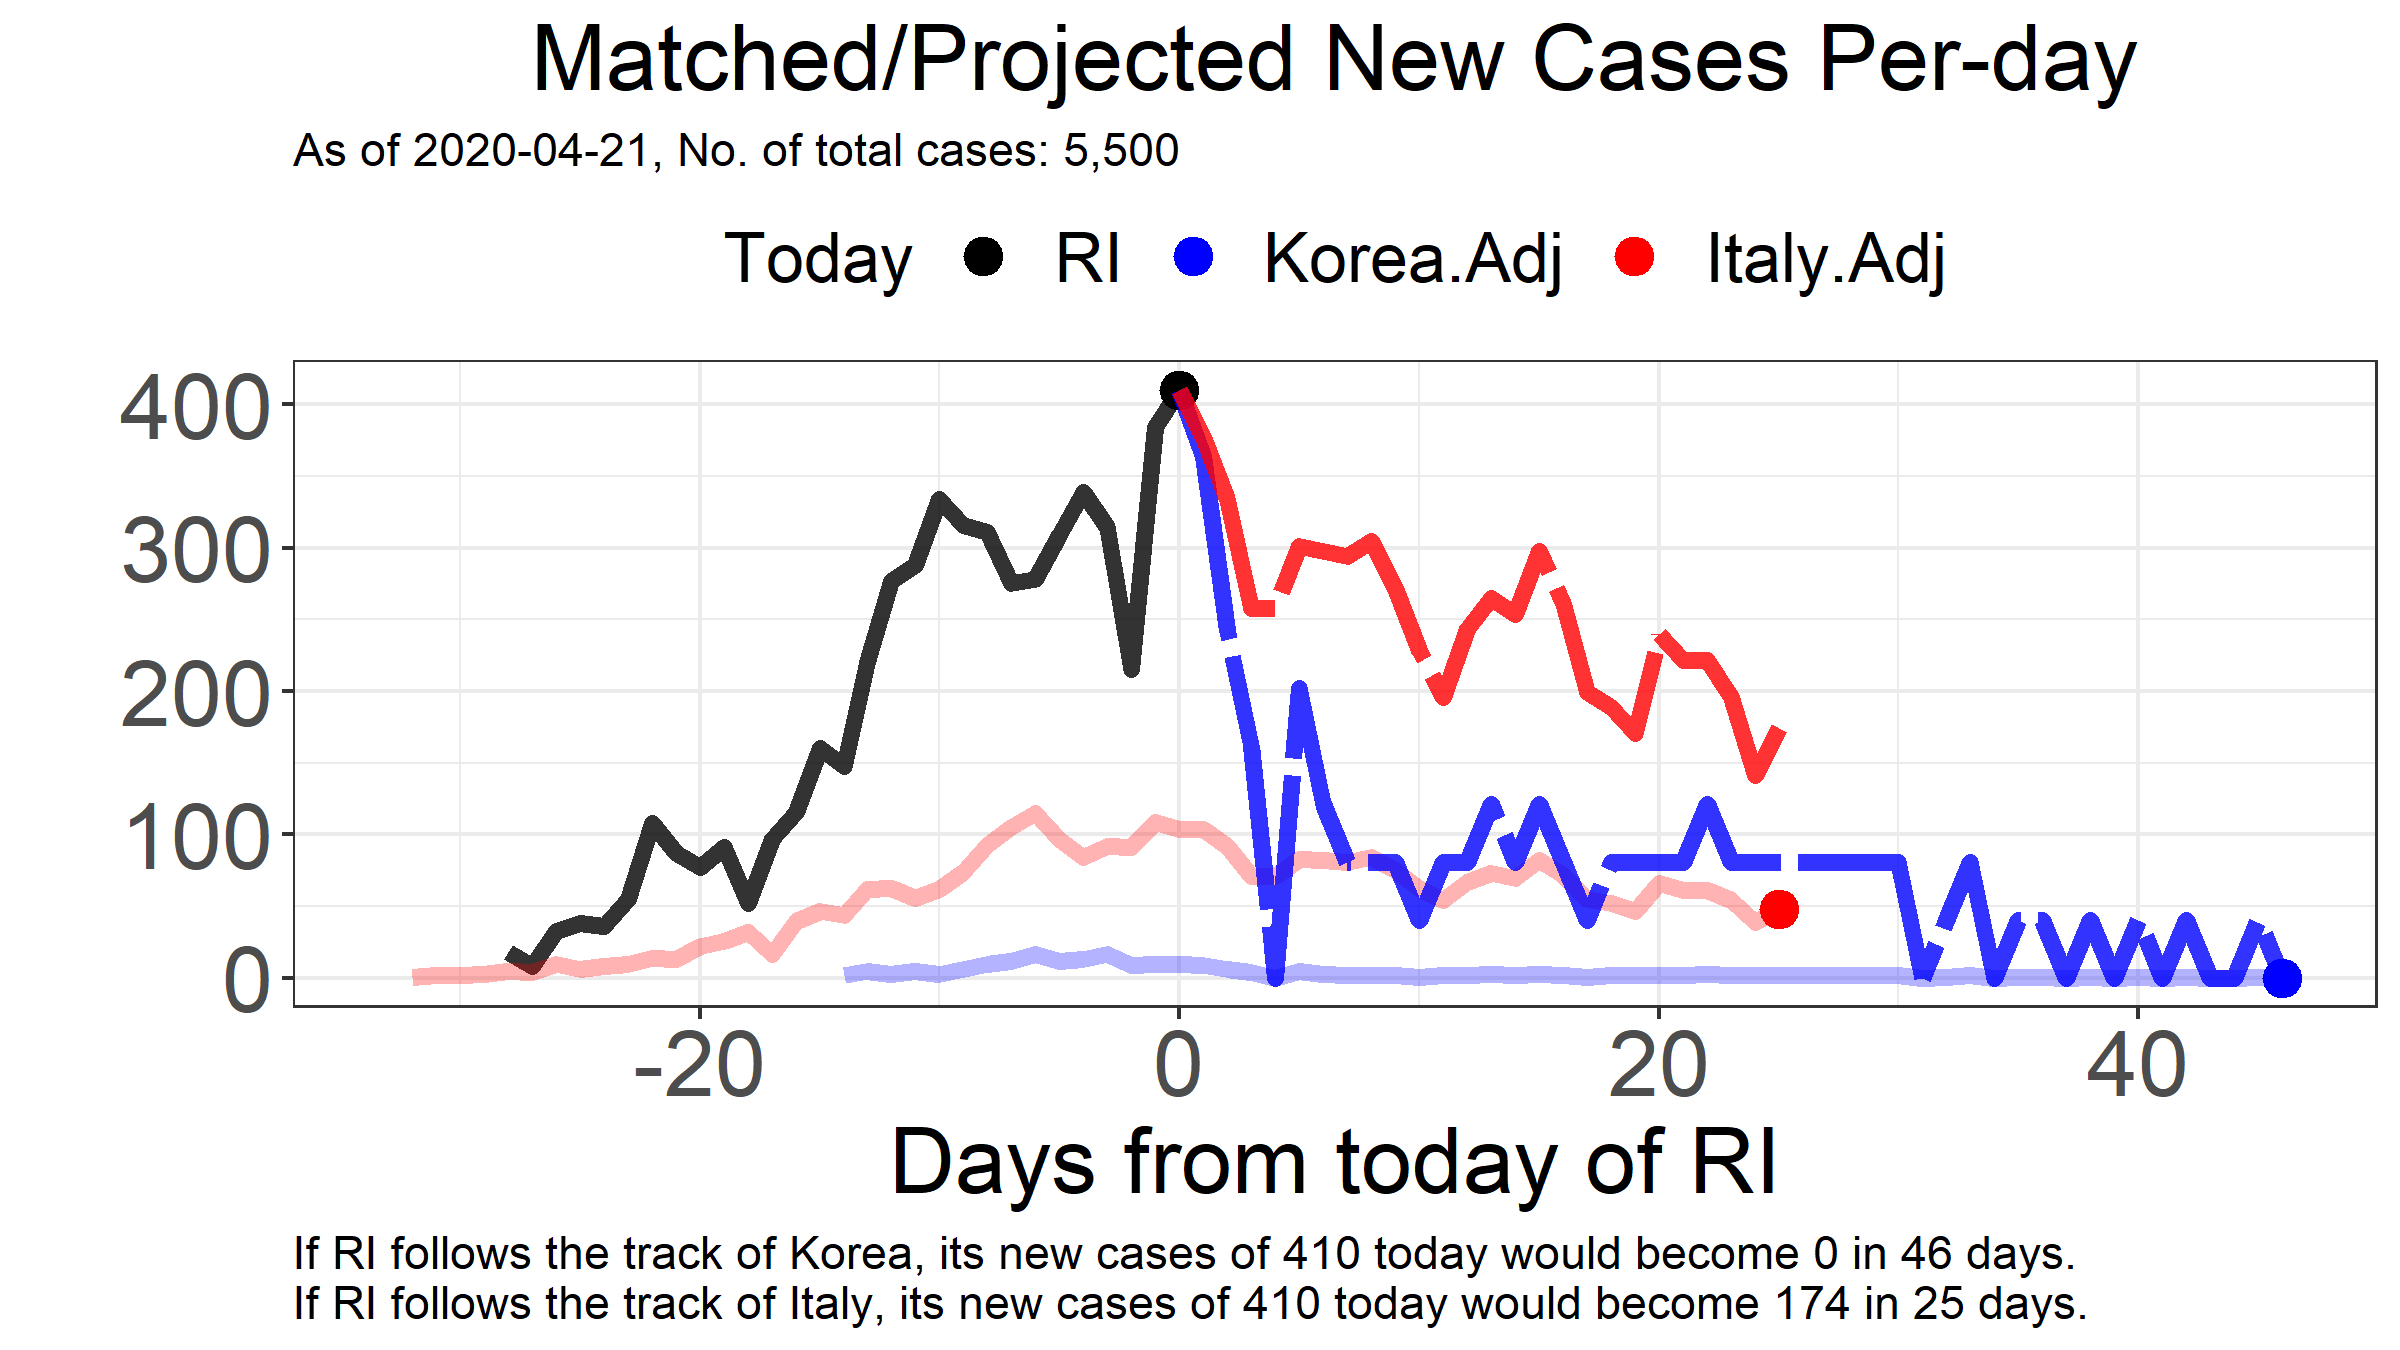 Matched/Projected New Cases Per-day
As of 2020-04-21, No. of total cases: 5,500
Today RI Korea.Adj Italy.Adj
400
300
200
100
0
-20 0 20 40
Days from today of RI
If RI follows the track of Korea, its new cases of 410 today would become 0 in 46 days.
If RI follows the track of Italy, its new cases of 410 today would become 174 in 25 days.